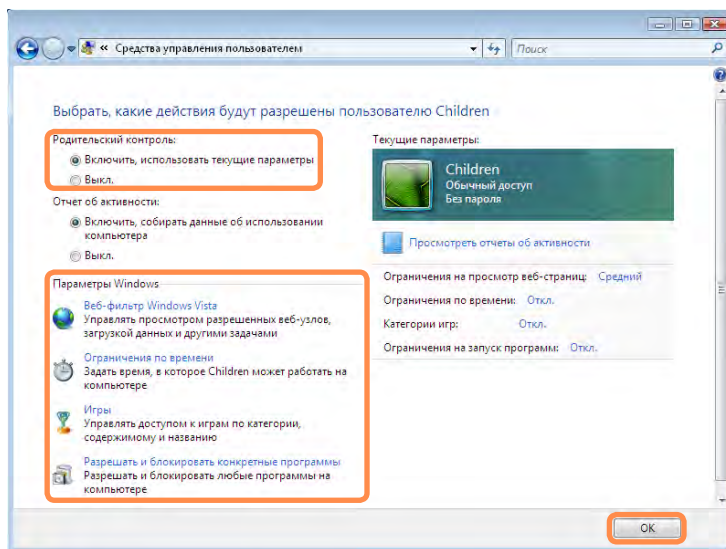 « Средства управления пользователем
Поиск
Выбрать, какие действия будут разрешены пользователю Children
Родительский контроль:
Включить, использовать текущие параметры
Выкл.
Отчет об активности:
Включить, собирать данные об использовании
компьютера
Выкл.
Параметры Windows
Веб-фильтр Windows Vista
Управлять просмотром разрешенных веб-узлов,
загрузкой данных и другими задачами
Ограничения по времени
Задать время, в которое Children может работать на
компьютере
Игры
Управлять доступом к играм по категории,
содержимому и названию
Разрешать и блокировать конкретные программы
Разрешать и блокировать любые программы на
компьютере
Текущие параметры:
Children
Обычный доступ
Без пароля
Просмотреть отчеты об активности
Ограничения на просмотр веб-страниц: Средний
Ограничения по времени: Откл.
Категории игр: Откл.
Ограничения на запуск программ: Откл.
ОК